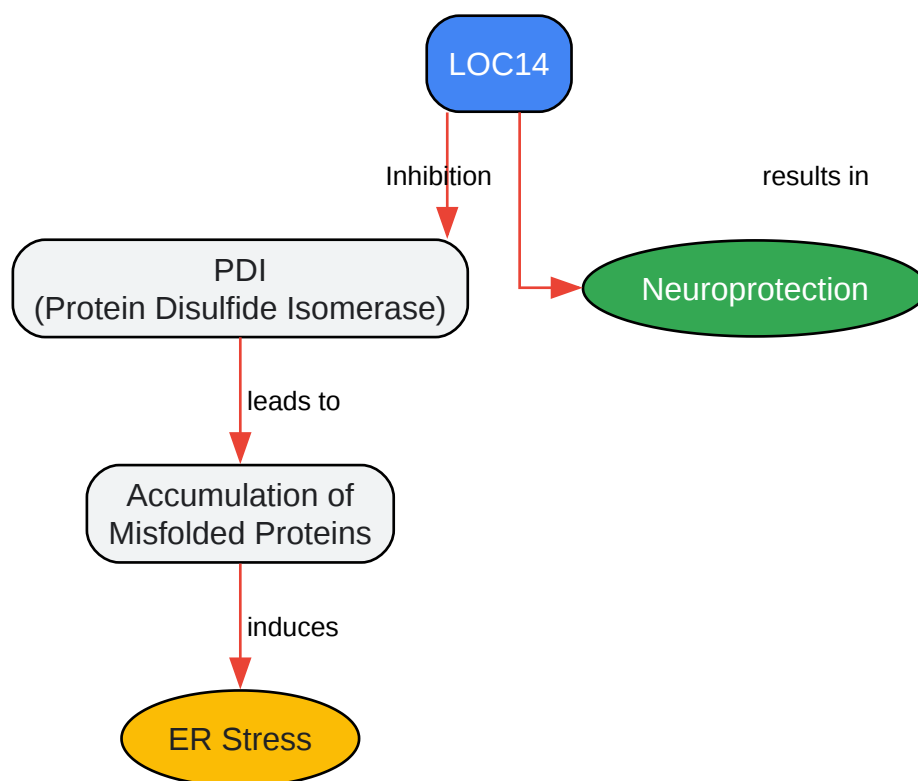 LOC14
Inhibition
results in
PDI
(Protein Disulfide Isomerase)
Neuroprotection
leads to
Accumulation of
Misfolded Proteins
induces
ER Stress